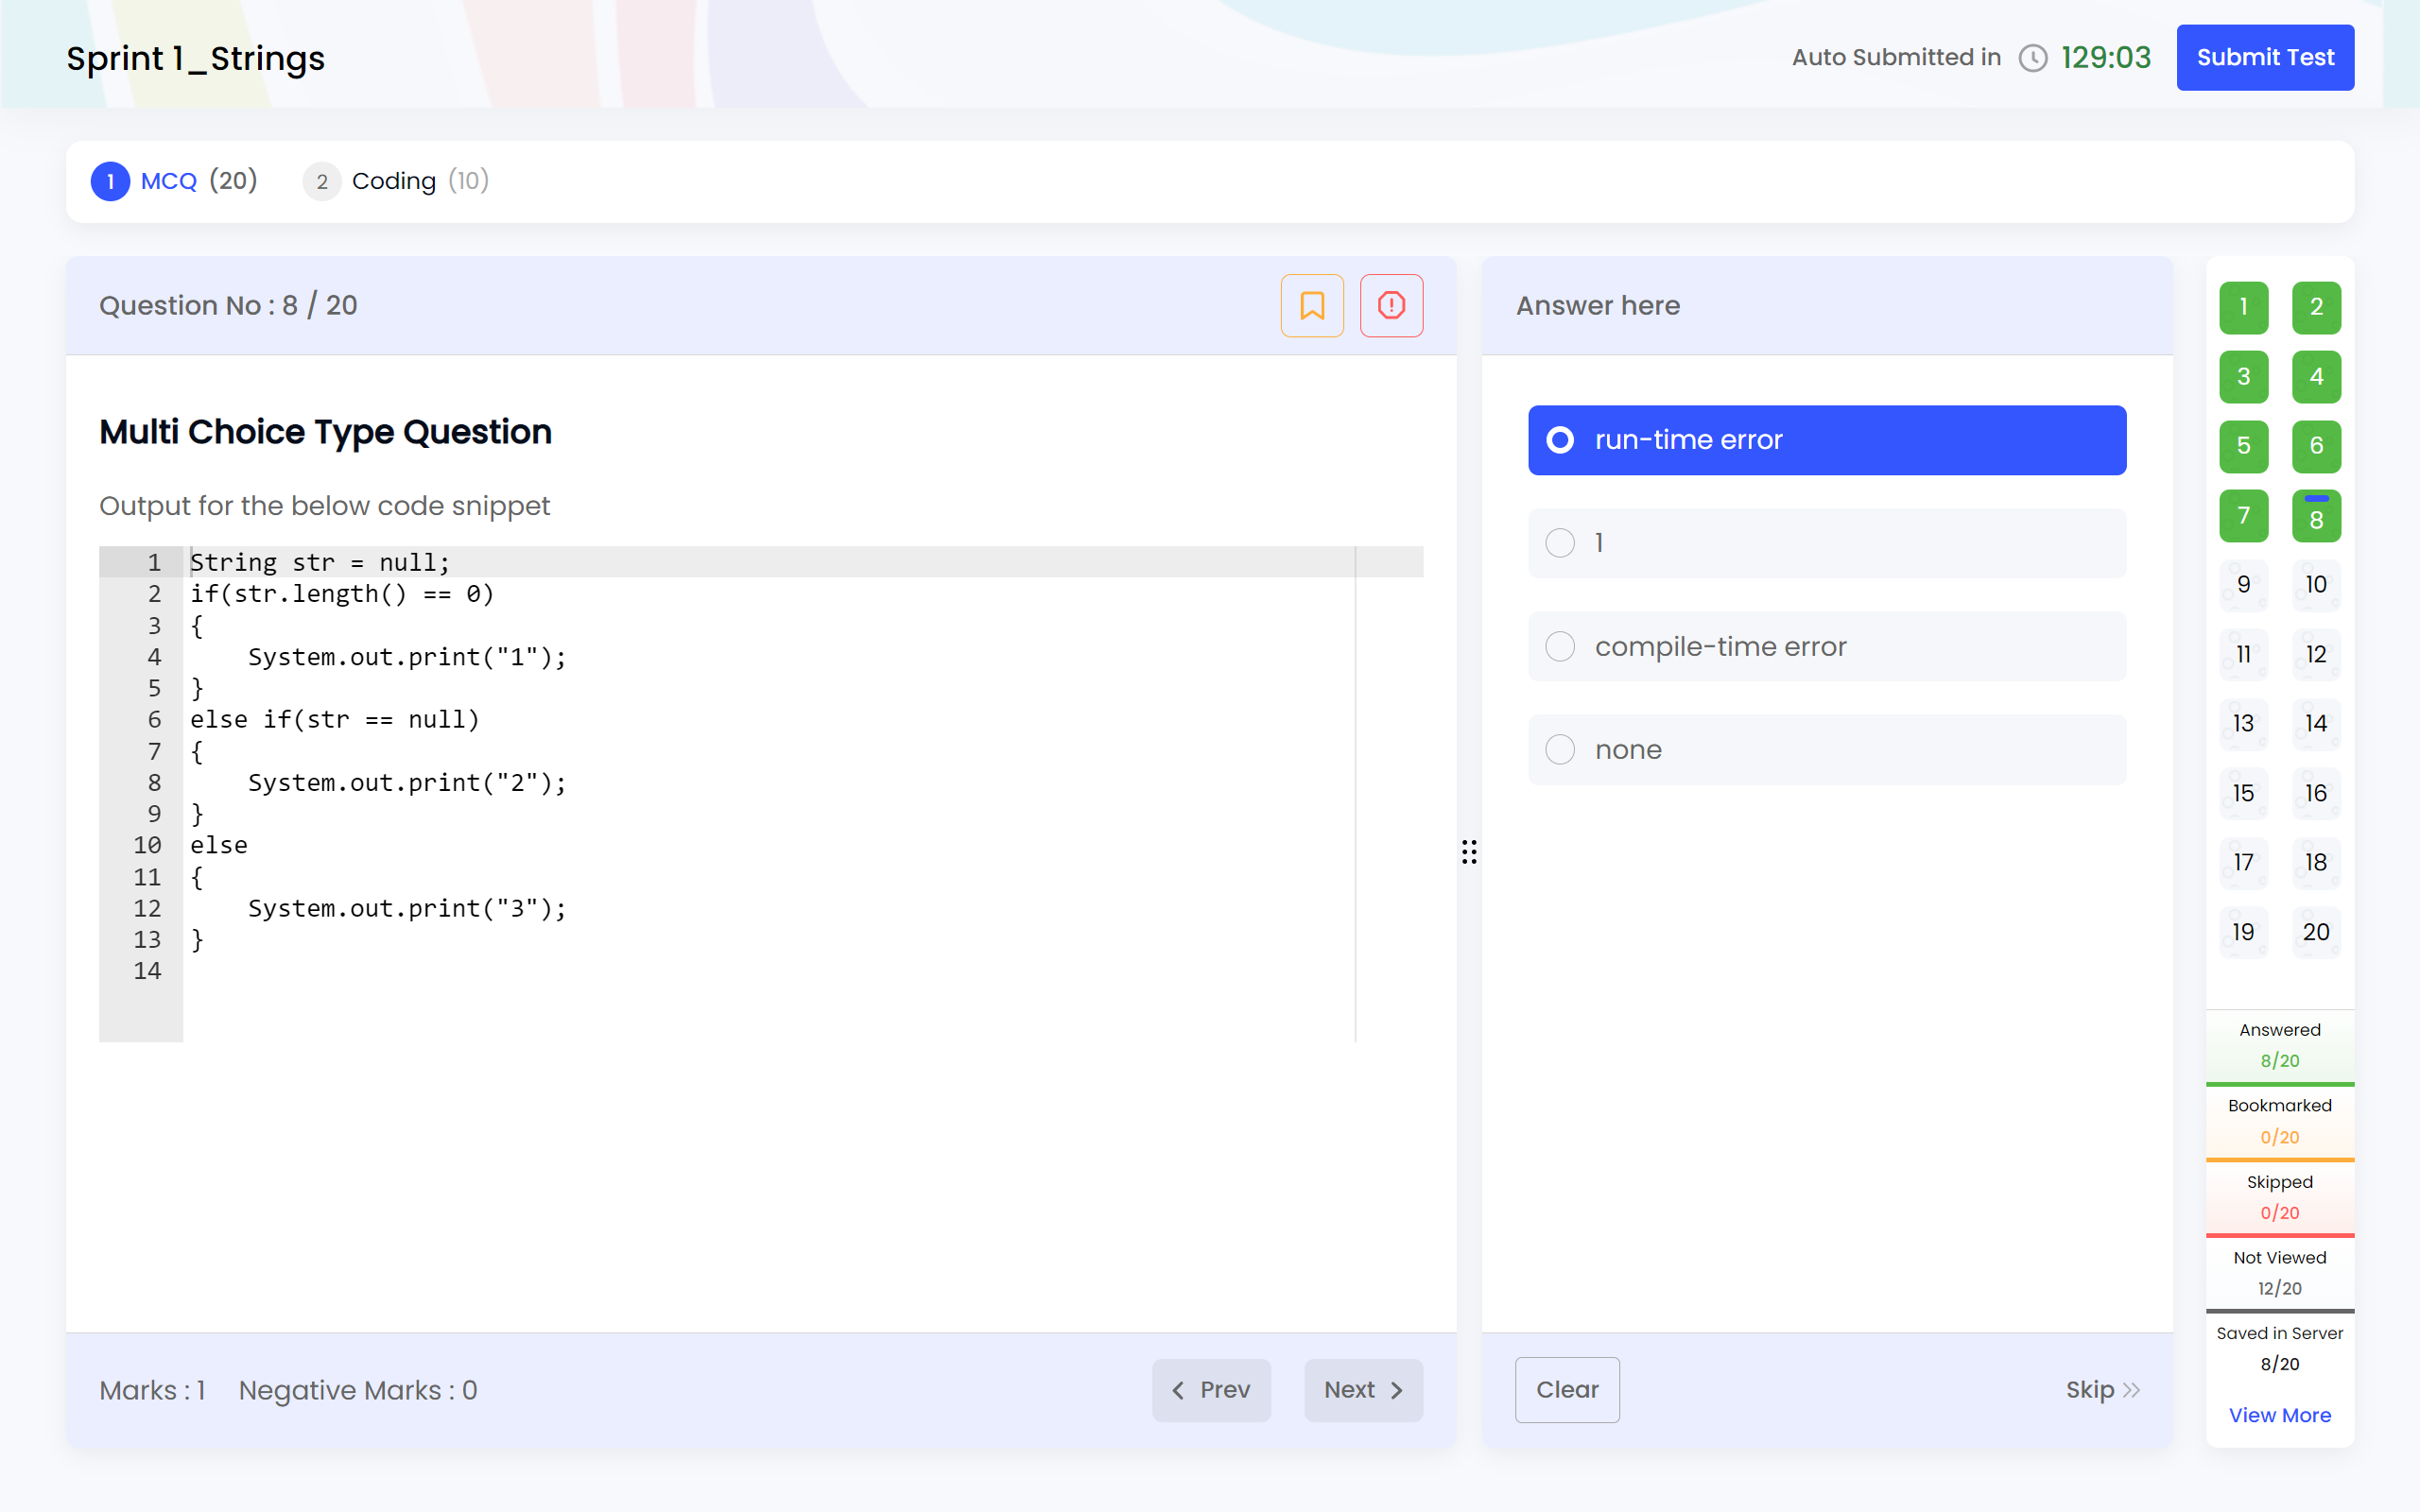 Sprint 1_Strings
Auto Submitted in 129:03
Submit Test
1 MCQ (20)
2 Coding (10)
Question No : 8 / 20
Multi Choice Type Question
Output for the below code snippet
1 String str = null;
2 if(str.length() == 0)
3 {
4     System.out.print("1");
5 }
6 else if(str == null)
7 {
8     System.out.print("2");
9 }
10 else
11 {
12     System.out.print("3");
13 }
14
Marks : 1 Negative Marks : 0
Prev
Next
Answer here
run-time error
1
compile-time error
none
Clear
Skip
1 2
3 4
5 6
7 8
9 10
11 12
13 14
15 16
17 18
19 20
Answered
8/20
Bookmarked
0/20
Skipped
0/20
Not Viewed
12/20
Saved in Server
8/20
View More